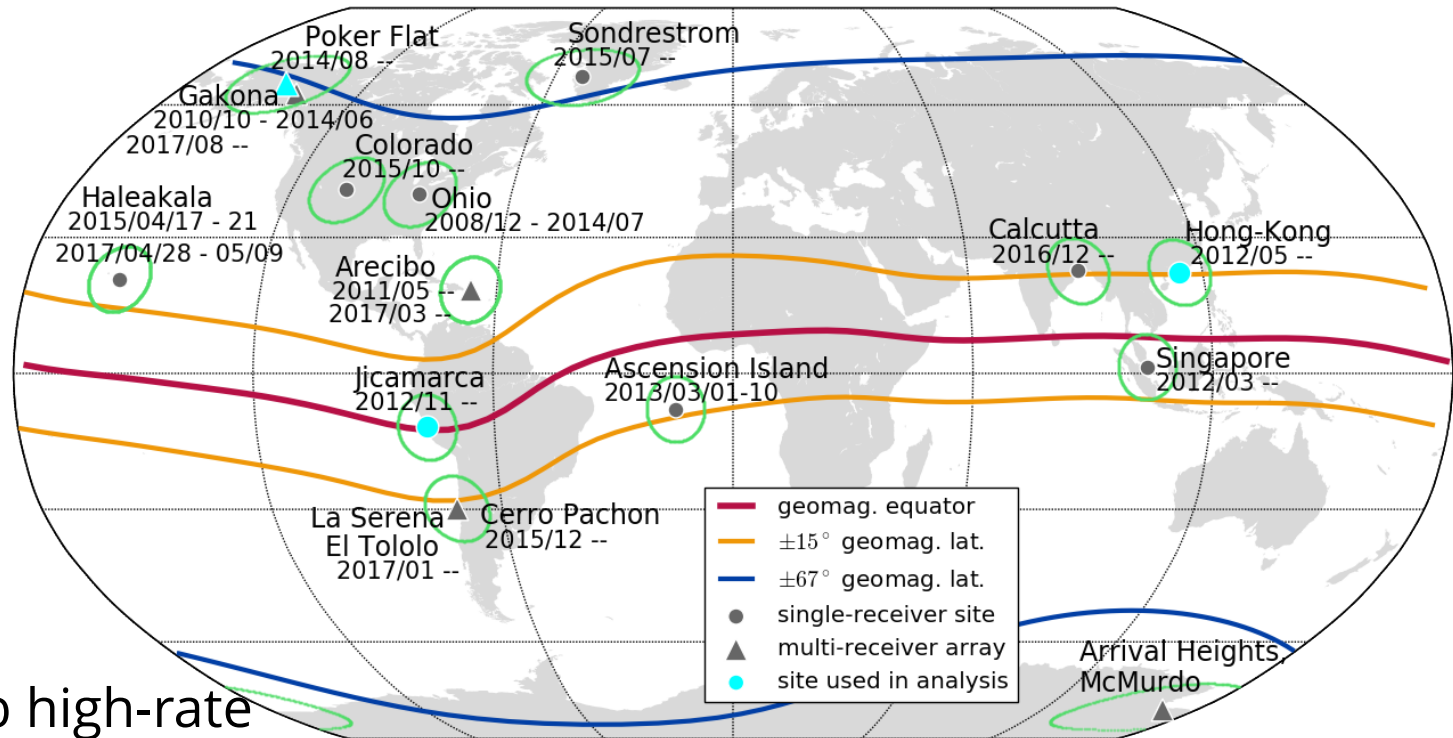 Poker Flat
2014/08 --
Sondrestrom
2015/07 --
Gakona
2010/10 - 2014/06
2017/08 --
Colorado
2015/10 --
Ohio
2008/12 - 2014/07
Haleakala
2015/04/17 - 21
2017/04/28 - 05/09
Arecibo
2011/05 --
2017/03 --
Calcutta
2016/12 --
Hong-Kong
2012/05 --
Jicamarca
2012/11 --
Ascension Island
2013/03/01-10
Singapore
2012/03 --
La Serena
El Tololo
2017/01 --
Cerro Pachon
2015/12 --
geomag. equator
±15° geomag. lat.
±67° geomag. lat.
single-receiver site
multi-receiver array
site used in analysis
Arrival Heights,
McMurdo
high-rate